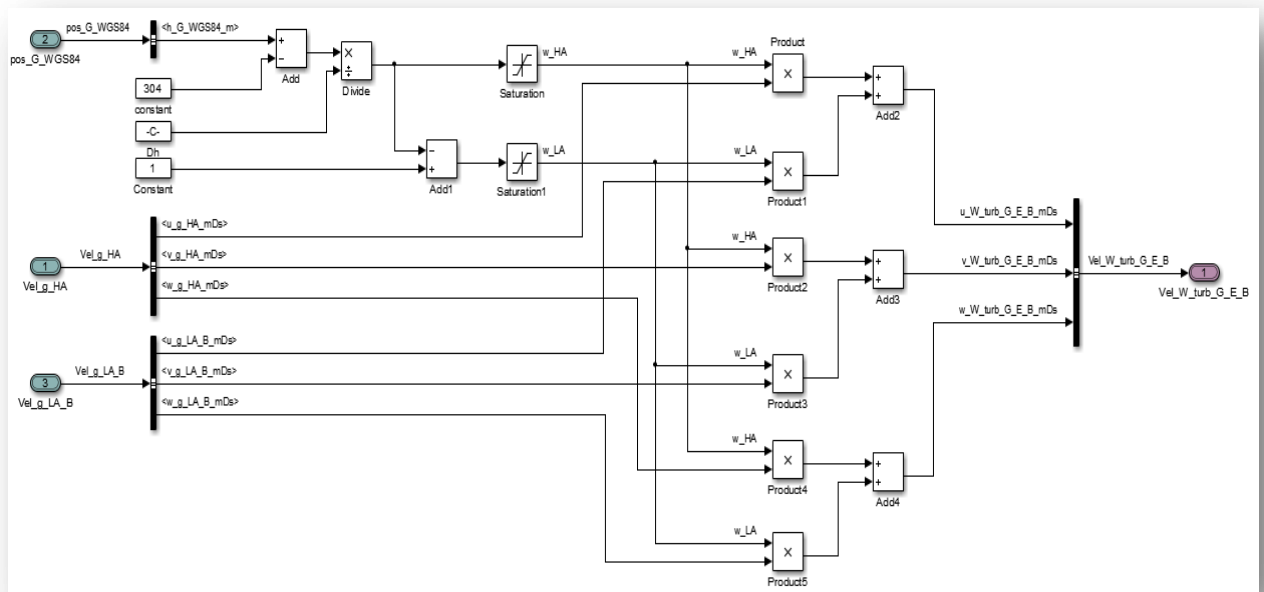 pos_G_WGS84
<h_G_WGS84_m>
2
pos_G_WGS84
+
−
Add
304
constant
×
÷
Divide
-C-
Dh
1
Constant
−
+
Add1
Saturation
w_HA
Saturation1
w_LA
w_HA
Product
×
w_LA
×
Product1
+
+
Add2
Vel_g_HA
1
Vel_g_HA
<u_g_HA_mDs>
<v_g_HA_mDs>
<w_g_HA_mDs>
w_HA
×
Product2
+
+
Add3
Vel_g_LA_B
3
Vel_g_LA_B
<u_g_LA_B_mDs>
<v_g_LA_B_mDs>
<w_g_LA_B_mDs>
w_LA
×
Product3
w_HA
×
Product4
+
+
Add4
w_LA
×
Product5
u_W_turb_G_E_B_mDs
v_W_turb_G_E_B_mDs
w_W_turb_G_E_B_mDs
Vel_W_turb_G_E_B
1
Vel_W_turb_G_E_B